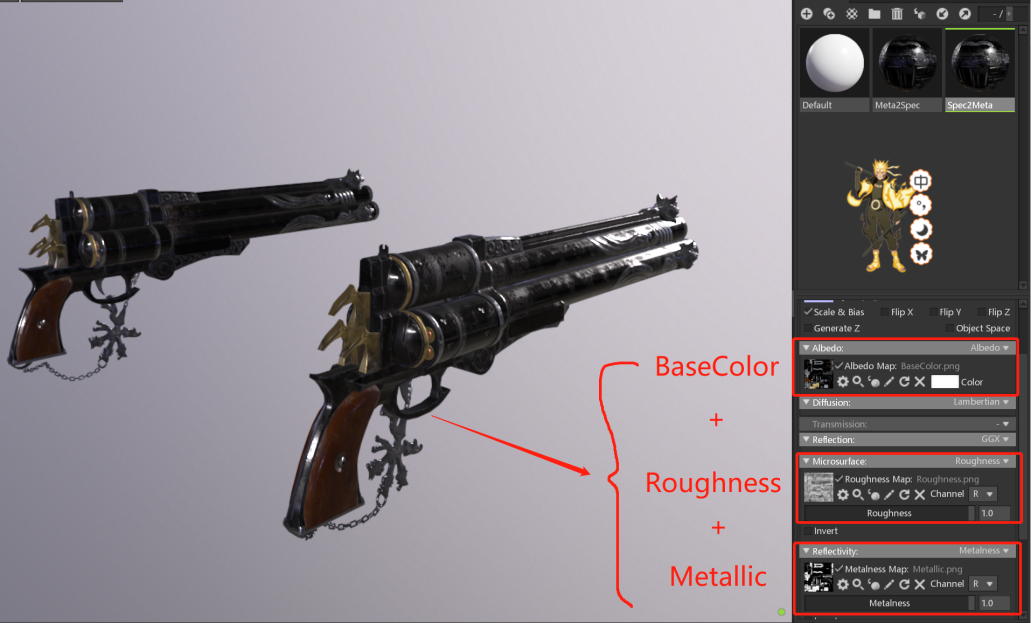 - /
Default
Meta2Spec
Spec2Meta
中
Scale & Bias Flip X Flip Y Flip Z
Generate Z Object Space
Albedo: Albedo
Albedo Map: BaseColor.png
Color
Diffusion: Lambertian
Transmission: -
Reflection: GGX
Microsurface: Roughness
Roughness Map: Roughness.png
Channel R
Roughness 1.0
Invert
Reflectivity: Metalness
Metalness Map: Metallic.png
Channel R
Metalness 1.0
BaseColor
+
Roughness
+
Metallic